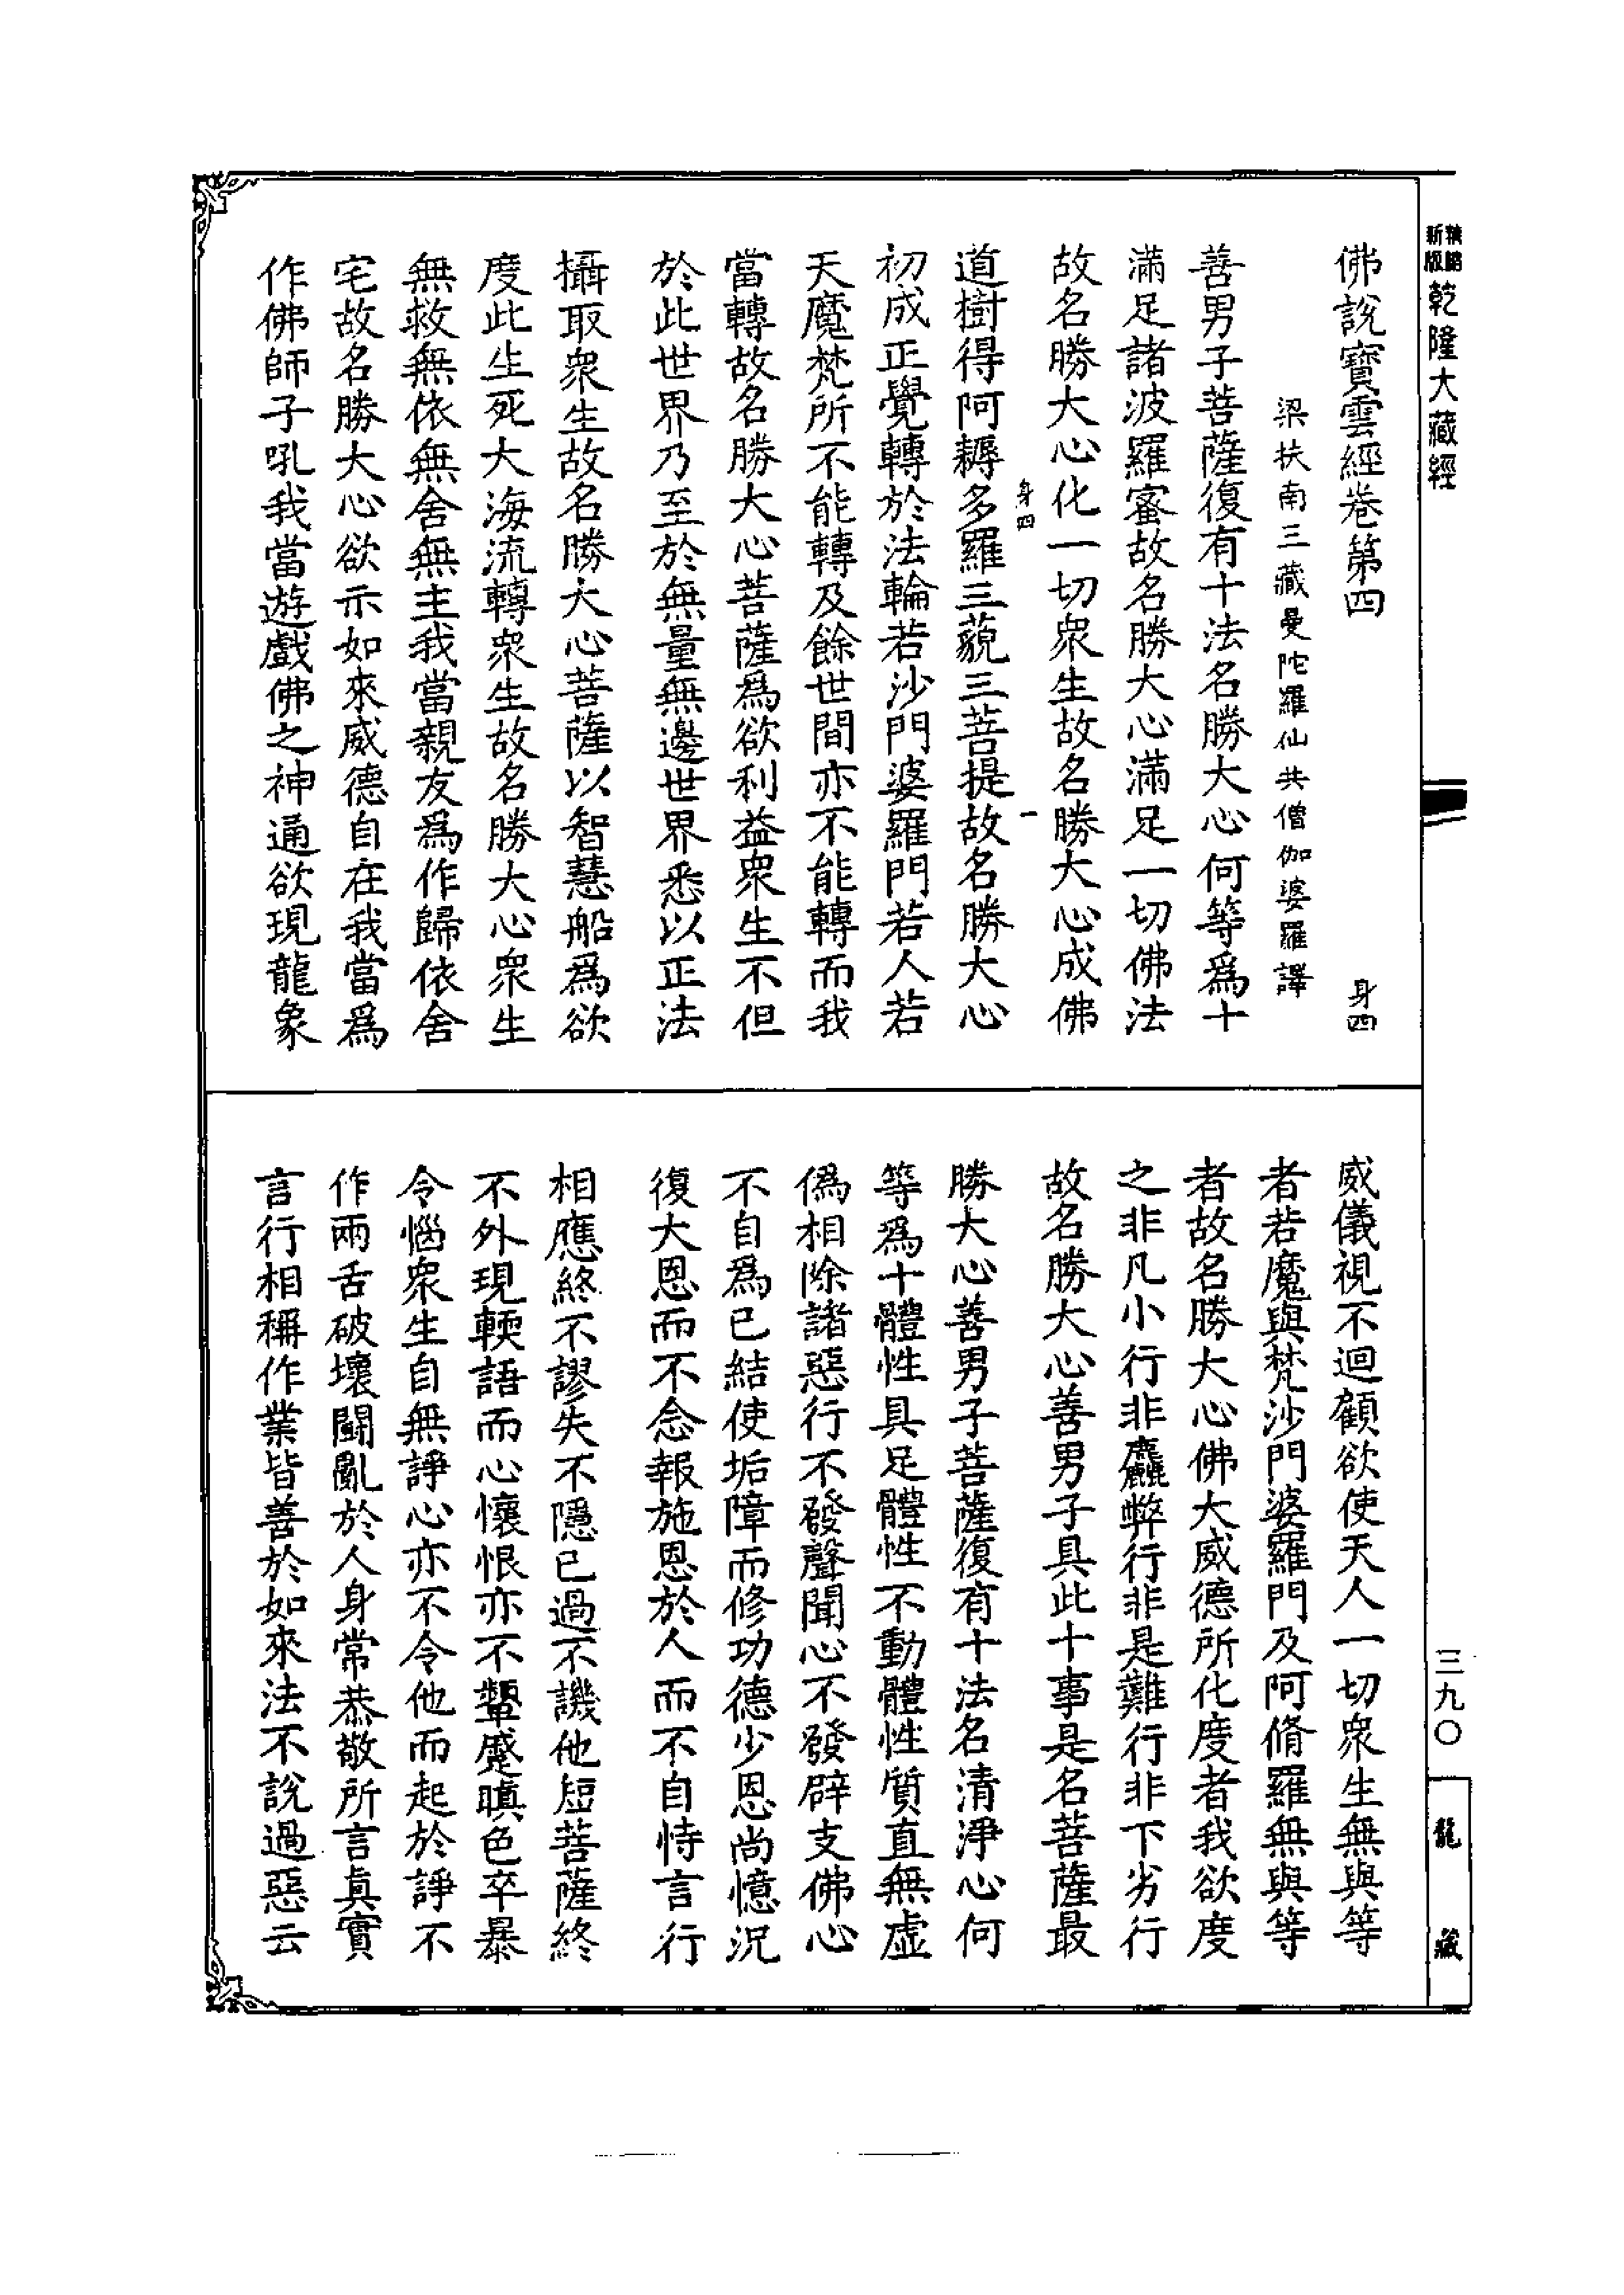 乾隆大藏經
佛說寶雲經卷第四
身四
梁扶南三藏曼陀羅仙共僧伽婆羅譯
善男子菩薩復有十法名勝大心何等為十
滿足諸波羅蜜故名勝大心滿足一切佛法
故名勝大心化一切眾生故名勝大心成佛
身四
一
道樹得阿耨多羅三藐三菩提故名勝大心
初成正覺轉於法輪若沙門婆羅門若人若
天魔梵所不能轉及餘世間亦不能轉而我
當轉故名勝大心菩薩為欲利益眾生不但
於此世界乃至於無量無邊世界悉以正法
攝取眾生故名勝大心菩薩以智慧船為欲
度此生死大海流轉眾生故名勝大心眾生
無救無依無舍無主我當親友為作歸依舍
宅故名勝大心欲示如來威德自在我當為
作佛師子吼我當遊戲佛之神通欲現龍象
威儀視不迴顧欲使天人一切眾生無與等
者若魔與梵沙門婆羅門及阿脩羅無與等
者故名勝大心佛大威德所化度者我欲度
之非凡小行非麤弊行非是難行非下劣行
故名勝大心善男子具此十事是名菩薩最
勝大心善男子菩薩復有十法名清淨心何
等為十體性具足體性不動體性質直無虛
偽相除諸惡行不發聲聞心不發辟支佛心
不自為已結使垢障而修功德少恩尚憶況
復大恩而不念報施恩於人而不自恃言行
相應終不謬失不隱已過不譏他短菩薩終
不外現輭語而心懷恨亦不顰蹙瞋色卒暴
令惱眾生自無諍心亦不令他而起於諍不
作兩舌破壞鬪亂於人身常恭敬所言真實
言行相稱作業皆善於如來法不說過惡云
三九〇
龍藏